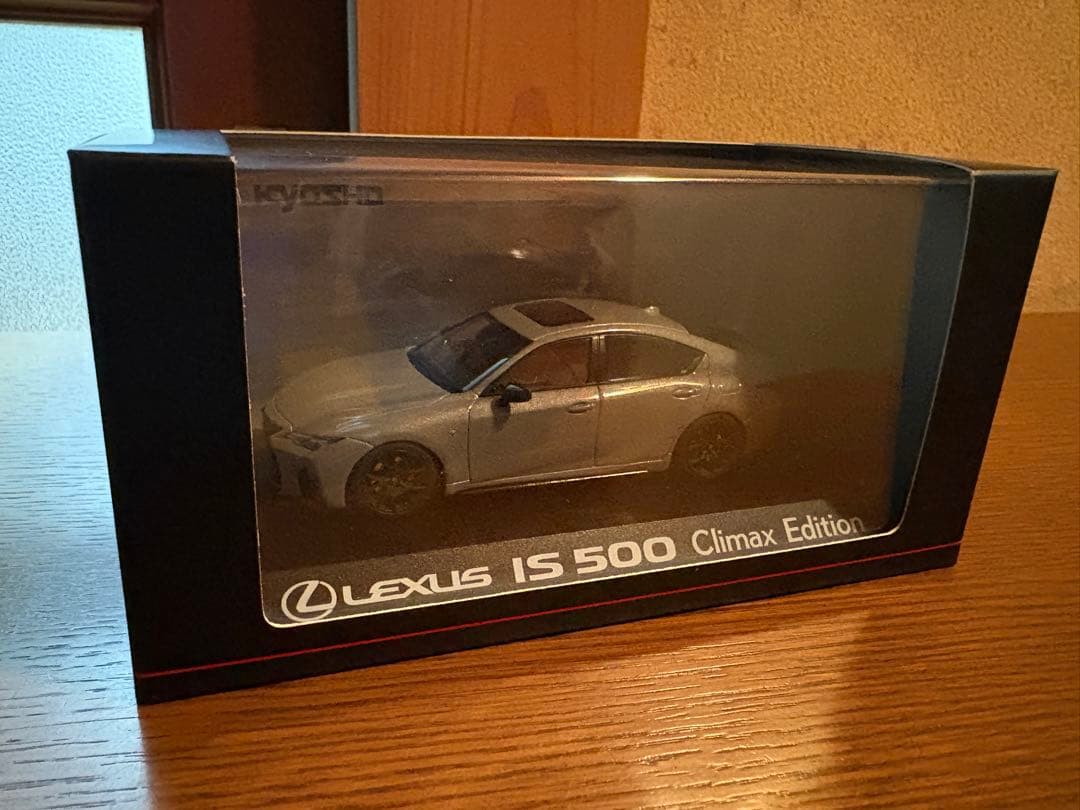 KYOSHO
LEXUS IS 500 Climax Edition